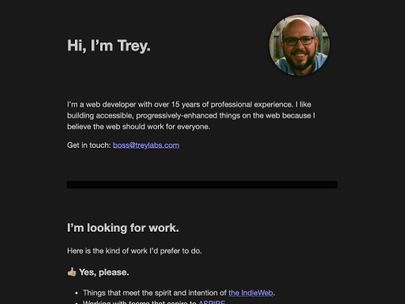 Hi, I’m Trey.
I’m a web developer with over 15 years of professional experience. I like
building accessible, progressively-enhanced things on the web because I
believe the web should work for everyone.
Get in touch: boss@treylabs.com
I’m looking for work.
Here is the kind of work I’d prefer to do.
👍🏼 Yes, please.
• Things that meet the spirit and intention of the IndieWeb.
• Working with teams that aspire to ASPIRE.